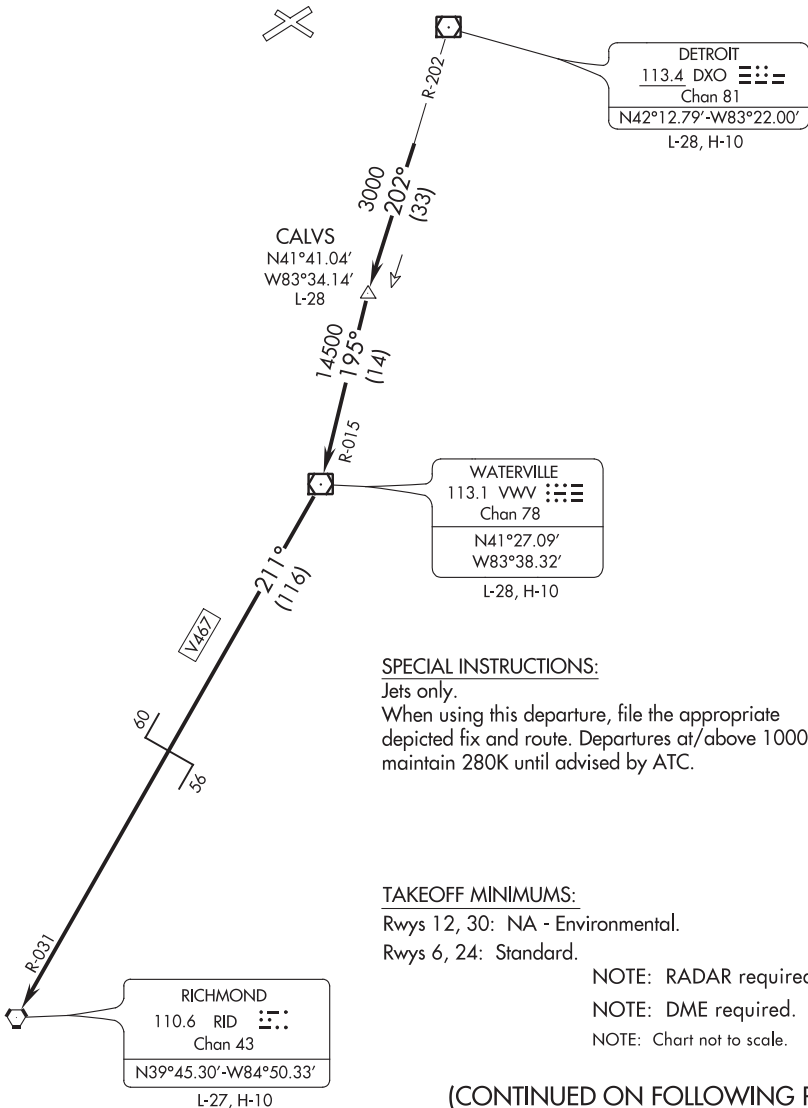 DETROIT
113.4 DXO
Chan 81
N42°12.79'-W83°22.00'
L-28, H-10
R-202
3000
202°
(33)
CALVS
N41°41.04'
W83°34.14'
L-28
14500
195°
(14)
R-015
WATERVILLE
113.1 VWV
Chan 78
N41°27.09'
W83°38.32'
L-28, H-10
211°
(116)
V467
60
56
SPECIAL INSTRUCTIONS:
Jets only.
When using this departure, file the appropriate
depicted fix and route. Departures at/above 1000
maintain 280K until advised by ATC.
TAKEOFF MINIMUMS:
Rwys 12, 30: NA - Environmental.
Rwys 6, 24: Standard.
NOTE: RADAR required
NOTE: DME required.
NOTE: Chart not to scale.
R-031
RICHMOND
110.6 RID
Chan 43
N39°45.30'-W84°50.33'
L-27, H-10
(CONTINUED ON FOLLOWING